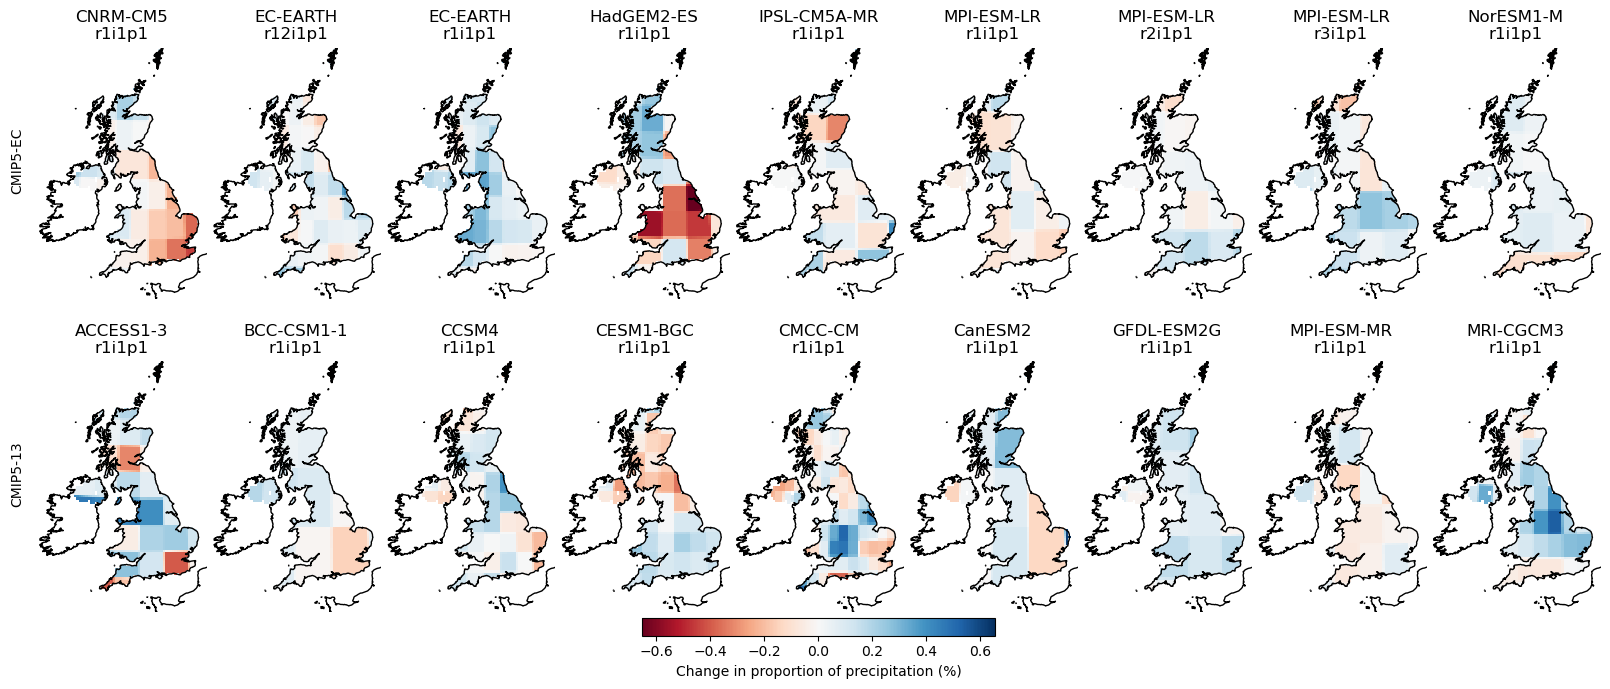 CNRM-CM5 EC-EARTH EC-EARTH HadGEM2-ES IPSL-CM5A-MR MPI-ESM-LR MPI-ESM-LR MPI-ESM-LR NorESM1-M
r1i1p1 r12i1p1 r1i1p1 r1i1p1 r1i1p1 r1i1p1 r2i1p1 r3i1p1 r1i1p1
CMIP5-EC
ACCESS1-3 BCC-CSM1-1 CCSM4 CESM1-BGC CMCC-CM CanESM2 GFDL-ESM2G MPI-ESM-MR MRI-CGCM3
r1i1p1 r1i1p1 r1i1p1 r1i1p1 r1i1p1 r1i1p1 r1i1p1 r1i1p1 r1i1p1
CMIP5-13
−0.6 −0.4 −0.2 0.0 0.2 0.4 0.6
Change in proportion of precipitation (%)